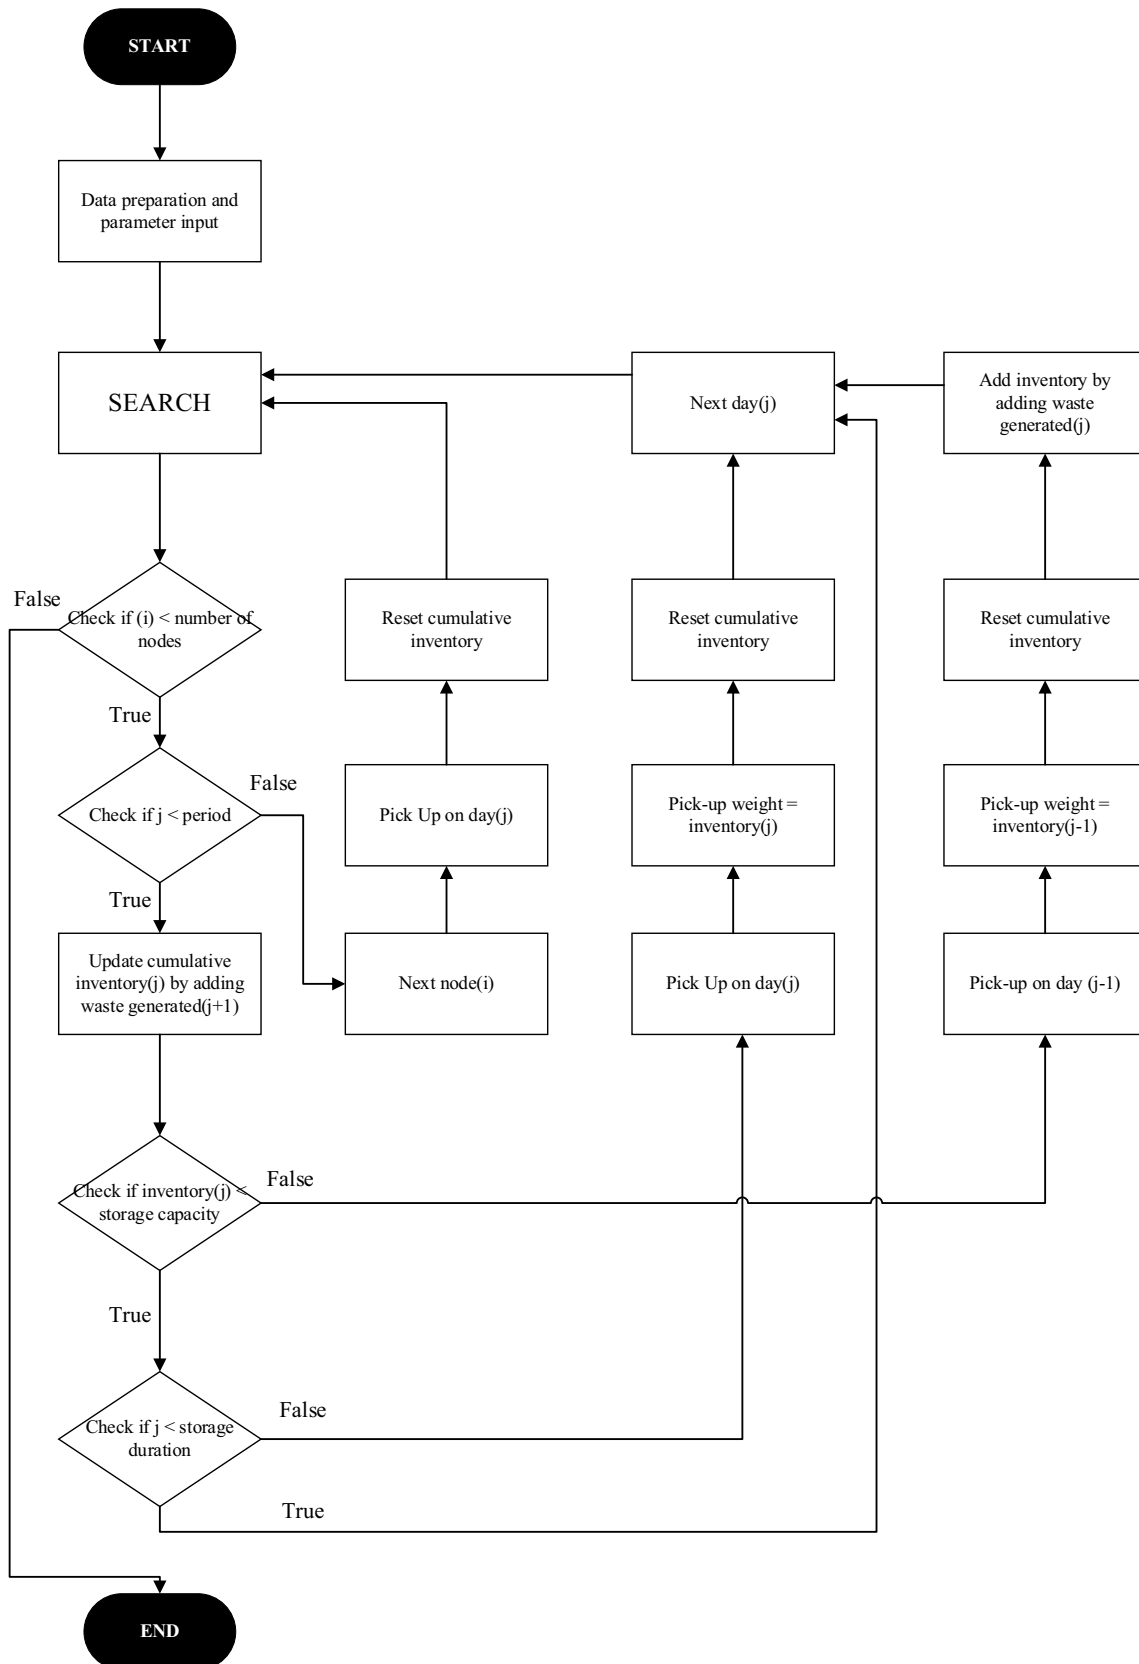 START
Data preparation and
parameter input
SEARCH
Next day(j)
Add inventory by
adding waste
generated(j)
False
Check if (i) < number of
nodes
Reset cumulative
inventory
Reset cumulative
inventory
Reset cumulative
inventory
True
False
Check if j < period
Pick Up on day(j)
Pick-up weight =
inventory(j)
Pick-up weight =
inventory(j-1)
True
Update cumulative
inventory(j) by adding
waste generated(j+1)
Next node(i)
Pick Up on day(j)
Pick-up on day (j-1)
False
Check if inventory(j) <
storage capacity
True
False
Check if j < storage
duration
True
END